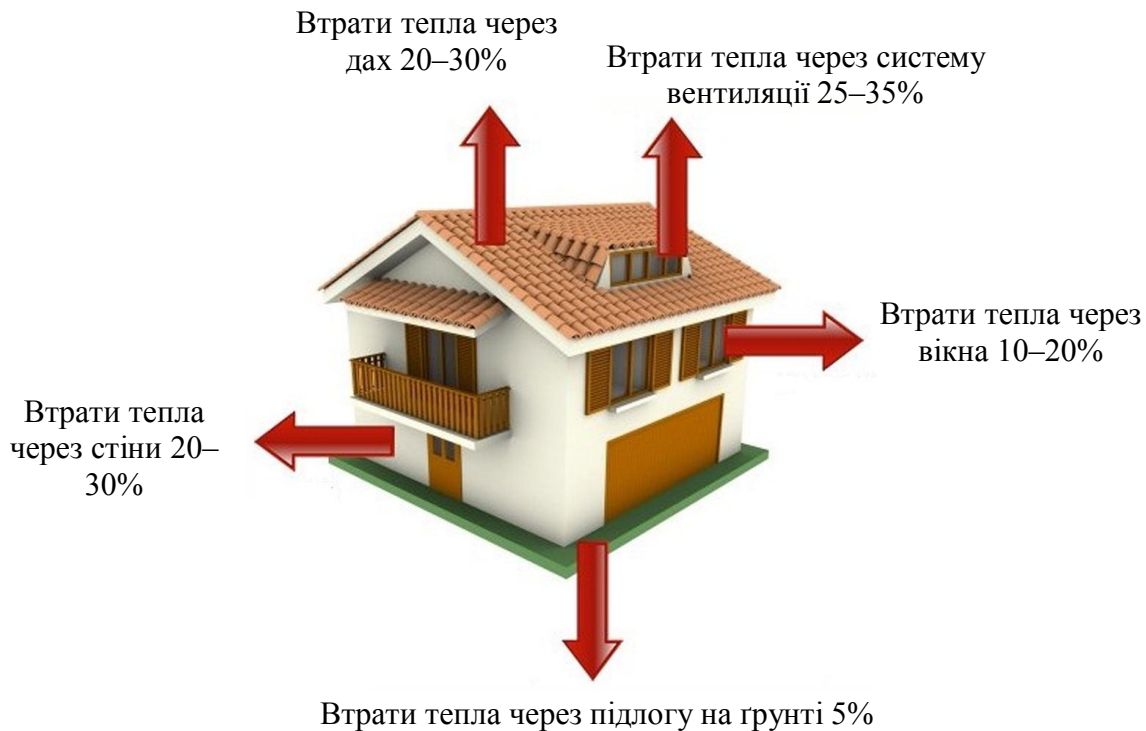 Втрати тепла через
дах 20–30%
Втрати тепла через систему
вентиляції 25–35%
Втрати тепла через
вікна 10–20%
Втрати тепла
через стіни 20–
30%
Втрати тепла через підлогу на ґрунті 5%